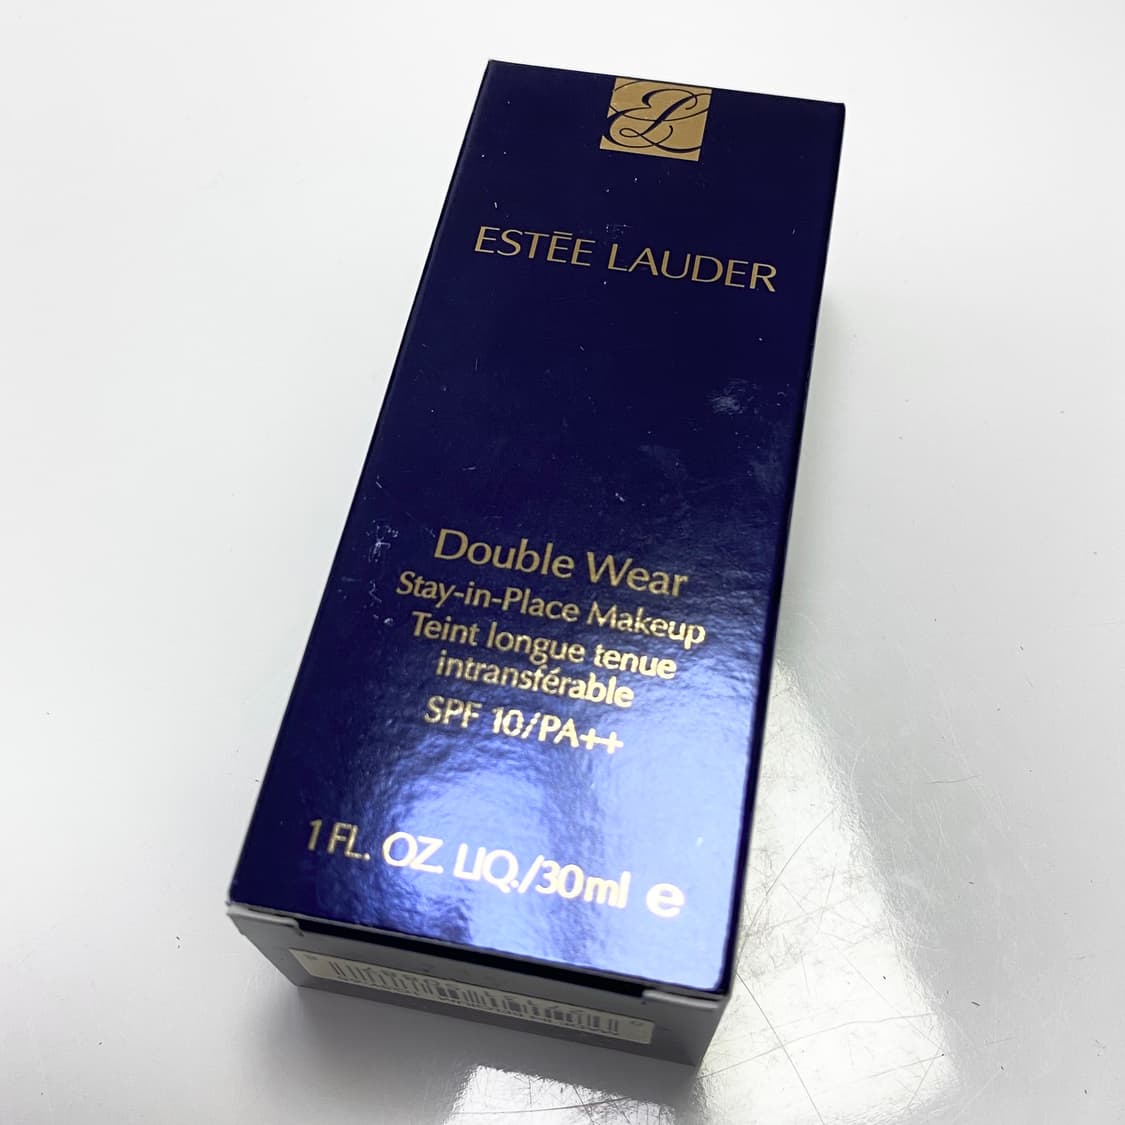 ESTĒE LAUDER
Double Wear
Stay-in-Place Makeup
Teint longue tenue
intransférable
SPF 10/PA++
1 FL. OZ. LIQ./30ml e